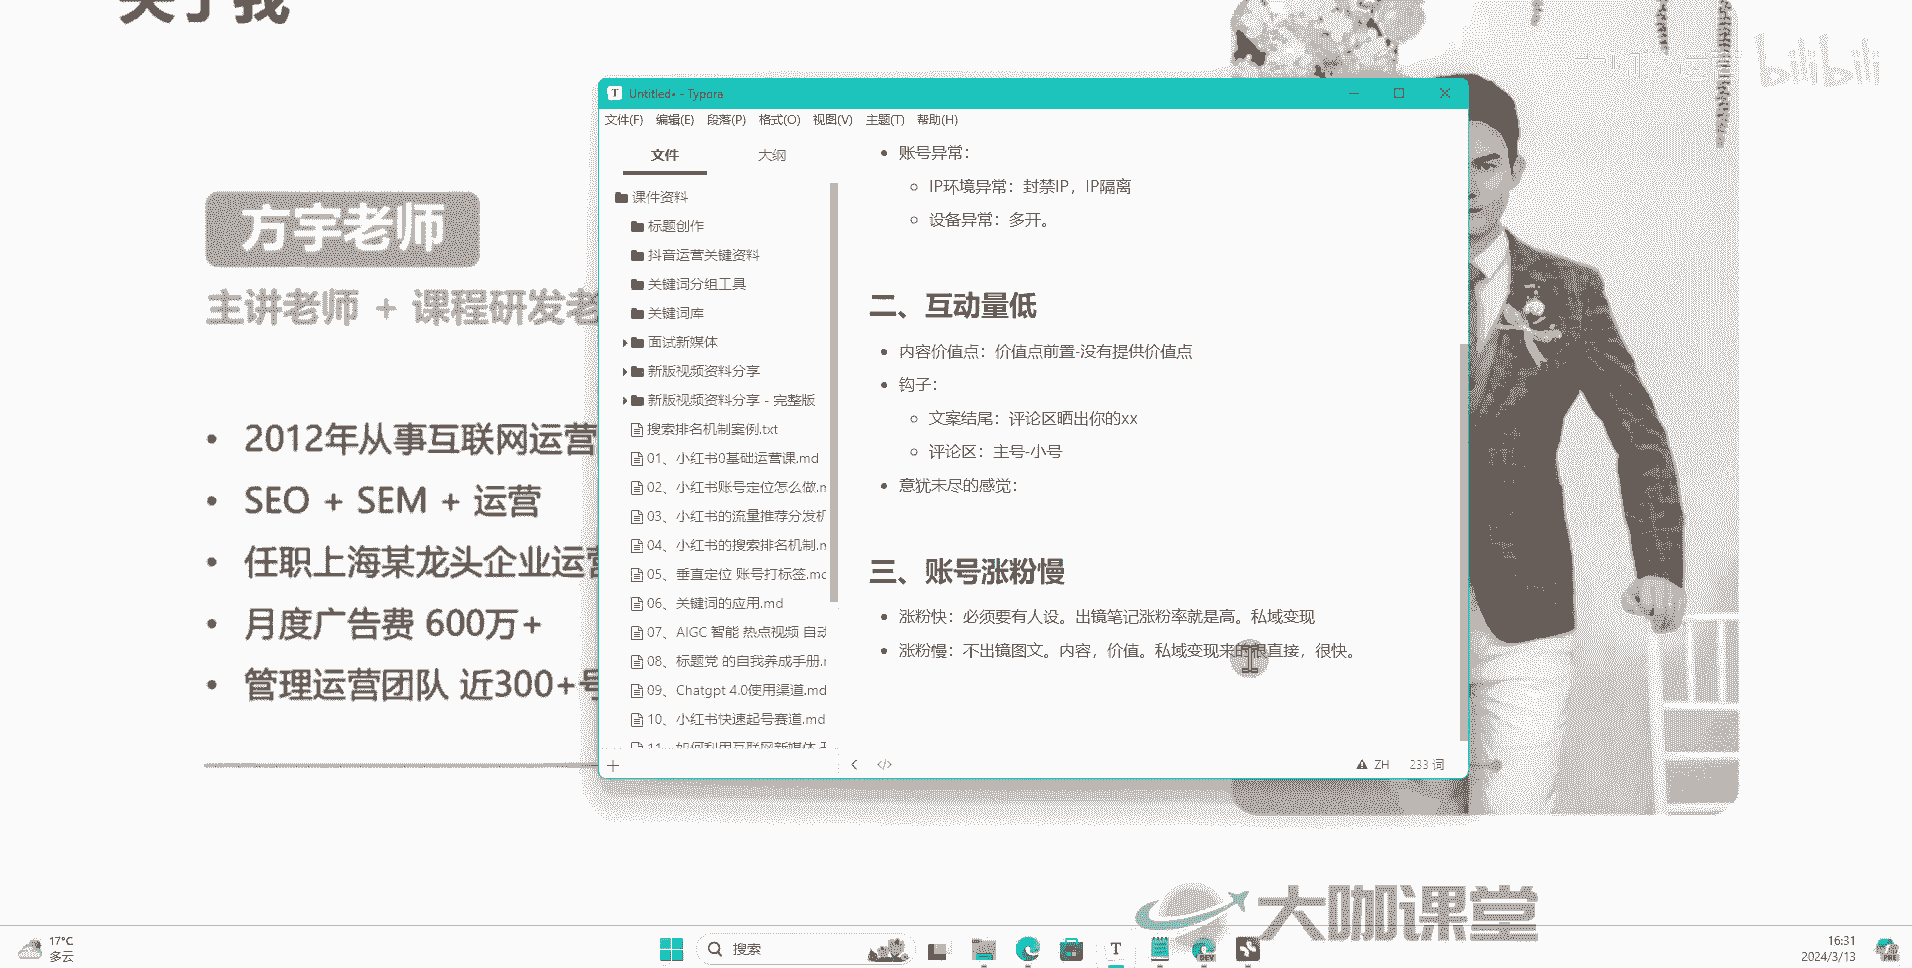 关于我
bilibili
T Untitled• - Typora
文件(F) 编辑(E) 段落(P) 格式(O) 视图(V) 主题(T) 帮助(H)
文件 大纲
课件资料
标题创作
抖音运营关键资料
关键词分组工具
关键词库
面试新媒体
新版视频资料分享
新版视频资料分享 - 完整版
搜索排名机制案例.txt
01、小红书0基础运营课.md
02、小红书账号定位怎么做.m
03、小红书的流量推荐分发机
04、小红书的搜索排名机制.m
05、垂直定位 账号打标签.md
06、关键词的应用.md
07、AIGC 智能 热点视频 自动
08、标题党 的自我养成手册.m
09、Chatgpt 4.0使用渠道.md
10、小红书快速起号赛道.md
11、如何利用互联网新媒体
账号异常：
IP环境异常：封禁IP，IP隔离
设备异常：多开。
二、互动量低
内容价值点：价值点前置-没有提供价值点
钩子：
文案结尾：评论区晒出你的xx
评论区：主号-小号
意犹未尽的感觉：
三、账号涨粉慢
涨粉快：必须要有人设。出镜笔记涨粉率就是高。私域变现
涨粉慢：不出镜图文。内容，价值。私域变现来的很直接，很快。
ZH 233 词
方宇老师
主讲老师 + 课程研发老
• 2012年从事互联网运营
• SEO + SEM + 运营
• 任职上海某龙头企业运营
• 月度广告费 600万+
• 管理运营团队 近300+号
大咖课堂
17°C
多云
搜索
T
DEV
16:31
2024/3/13
PRE